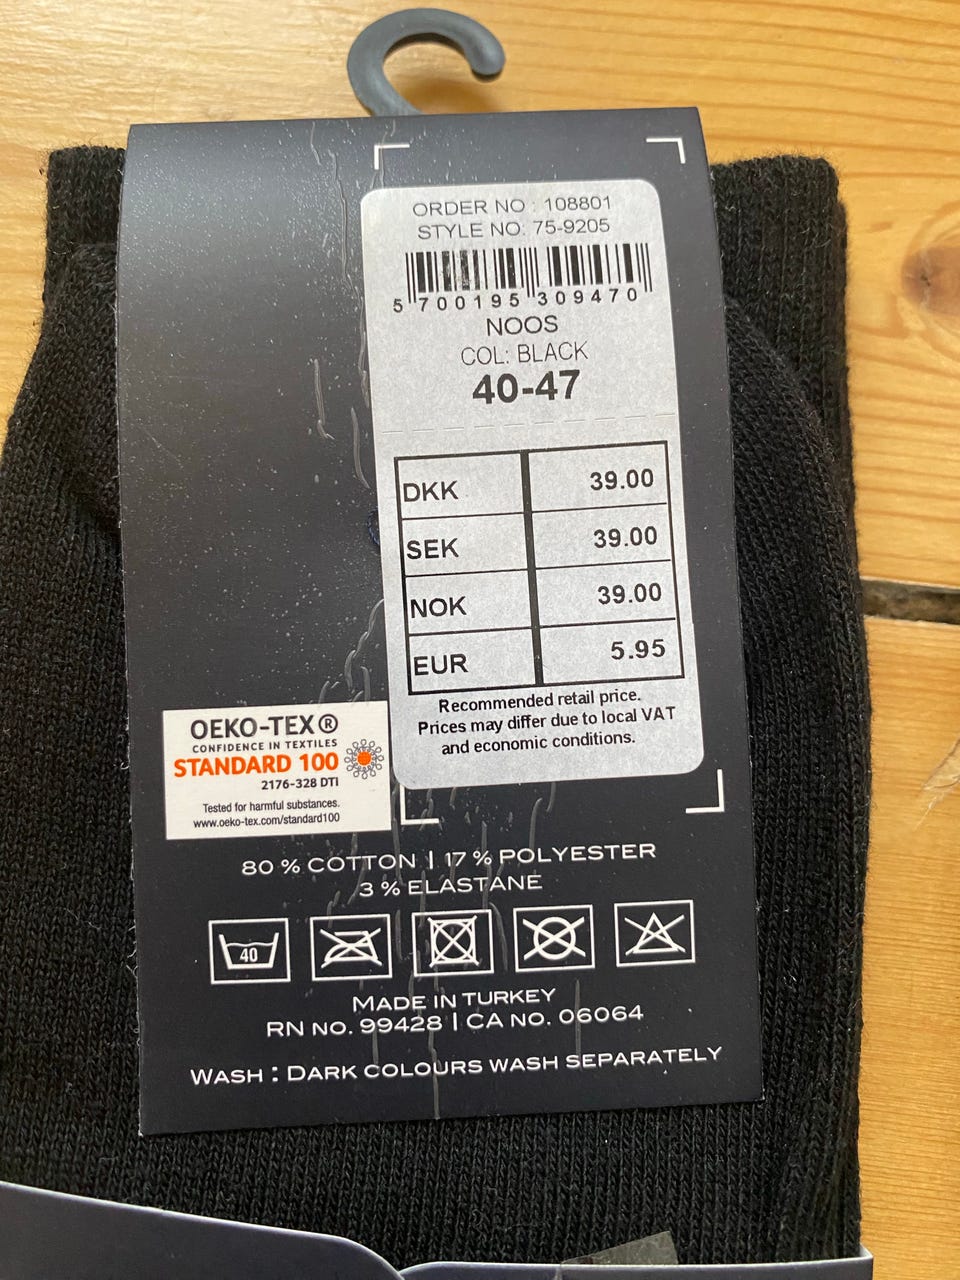 ORDER NO : 108801
STYLE NO: 75-9205
5 700195 309470
NOOS
COL: BLACK
40-47
DKK 39.00
SEK 39.00
NOK 39.00
EUR 5.95
Recommended retail price.
Prices may differ due to local VAT
and economic conditions.
OEKO-TEX®
CONFIDENCE IN TEXTILES
STANDARD 100
2176-328 DTI
Tested for harmful substances.
www.oeko-tex.com/standard100
80 % COTTON | 17 % POLYESTER
3 % ELASTANE
40
MADE IN TURKEY
RN NO. 99428 | CA NO. 06064
WASH : DARK COLOURS WASH SEPARATELY